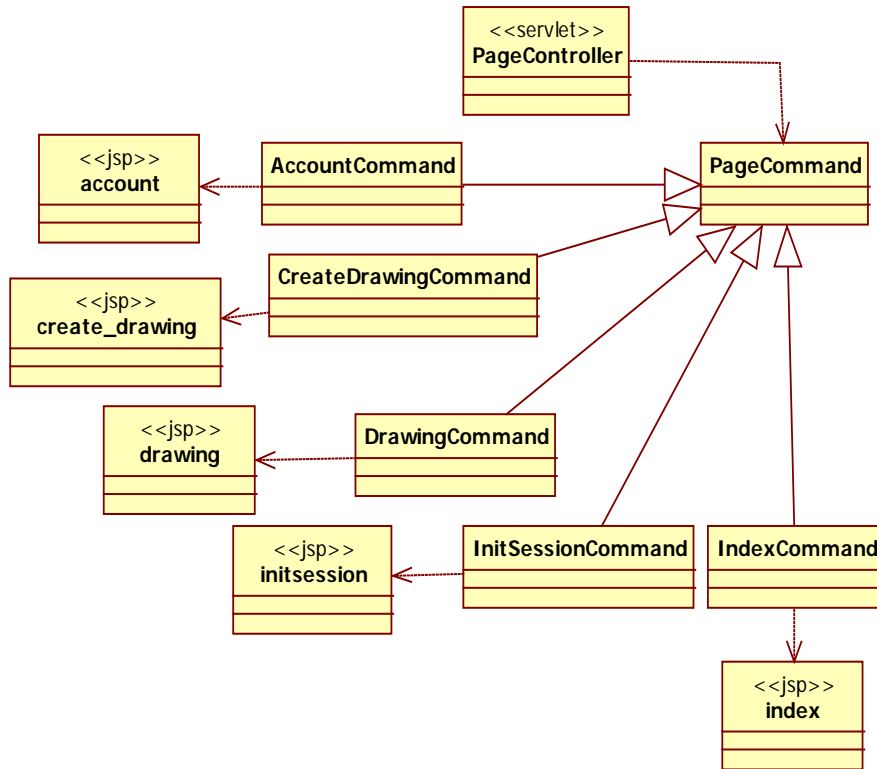 <<servlet>>
PageController
<<jsp>>
account
AccountCommand
PageCommand
<<jsp>>
create_drawing
CreateDrawingCommand
<<jsp>>
drawing
DrawingCommand
<<jsp>>
initsession
InitSessionCommand
IndexCommand
<<jsp>>
index